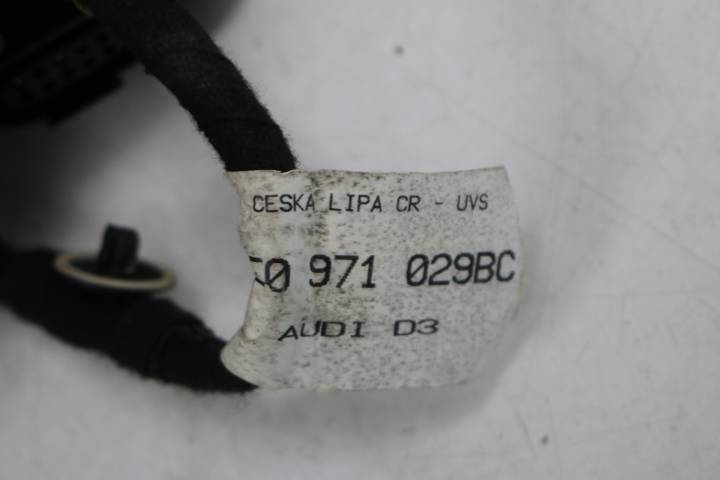 CESKA LIPA CR - UVS
971 029BC
AUDI D3